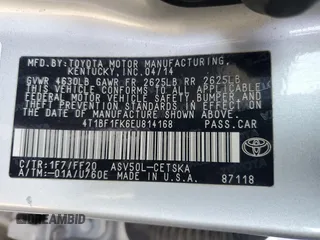 MFD BY:TOYOTA MOTOR MANUFACTURING,
KENTUCKY,INC.04/14
GVWR 4630LB GAWR FR 2625LB RR 2625LB
THIS VEHICLE CONFORMS TO ALL
APPLICABLE FEDERAL MOTOR VEHICLE
SAFETY, BUMPER, AND THEFT PREVENTION
STANDARDS IN EFFECT ON THE DATE OF
MANUFACTURE SHOWN ABOVE.
4T1BF1FK6EU814168 PASS.CAR
C/TR:1F7/FF20 ASV50L-CETSKA
A/TM:-01A/U760E MADE IN U.S.A.
TOYOTA
87118